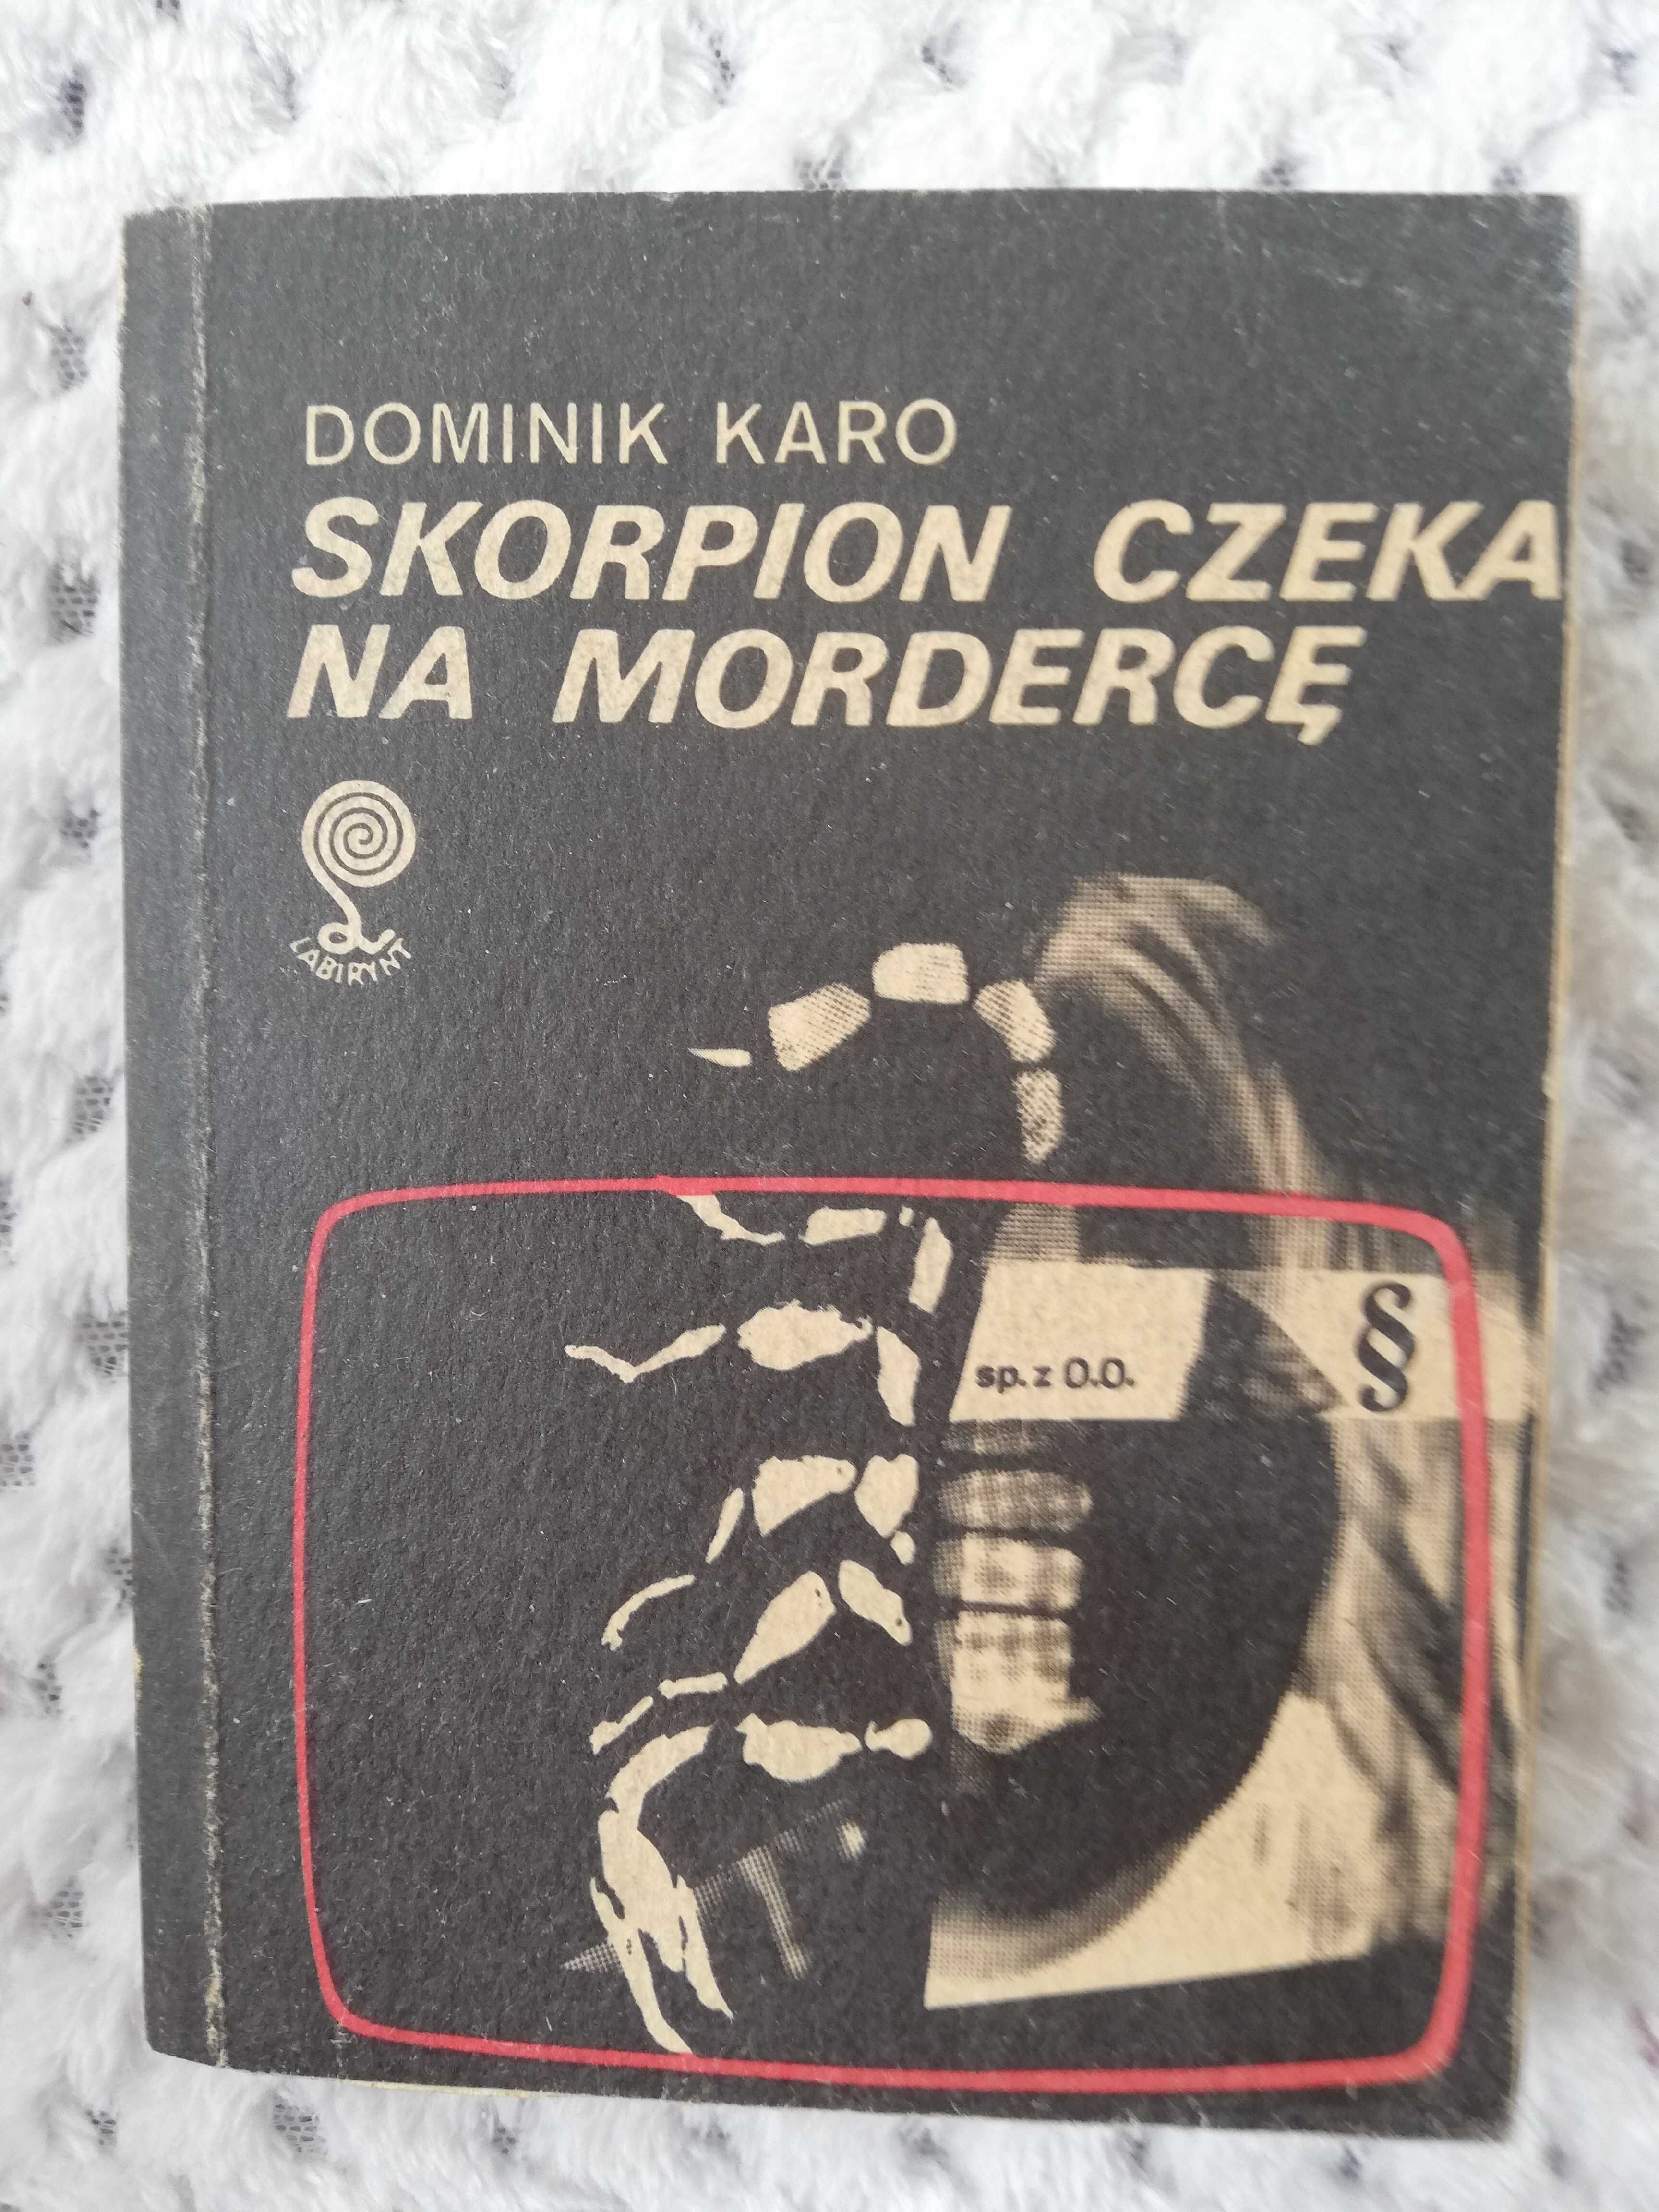 DOMINIK KARO
SKORPION CZEKA
NA MORDERCĘ
LABIRYNT
sp. z O.O.
§